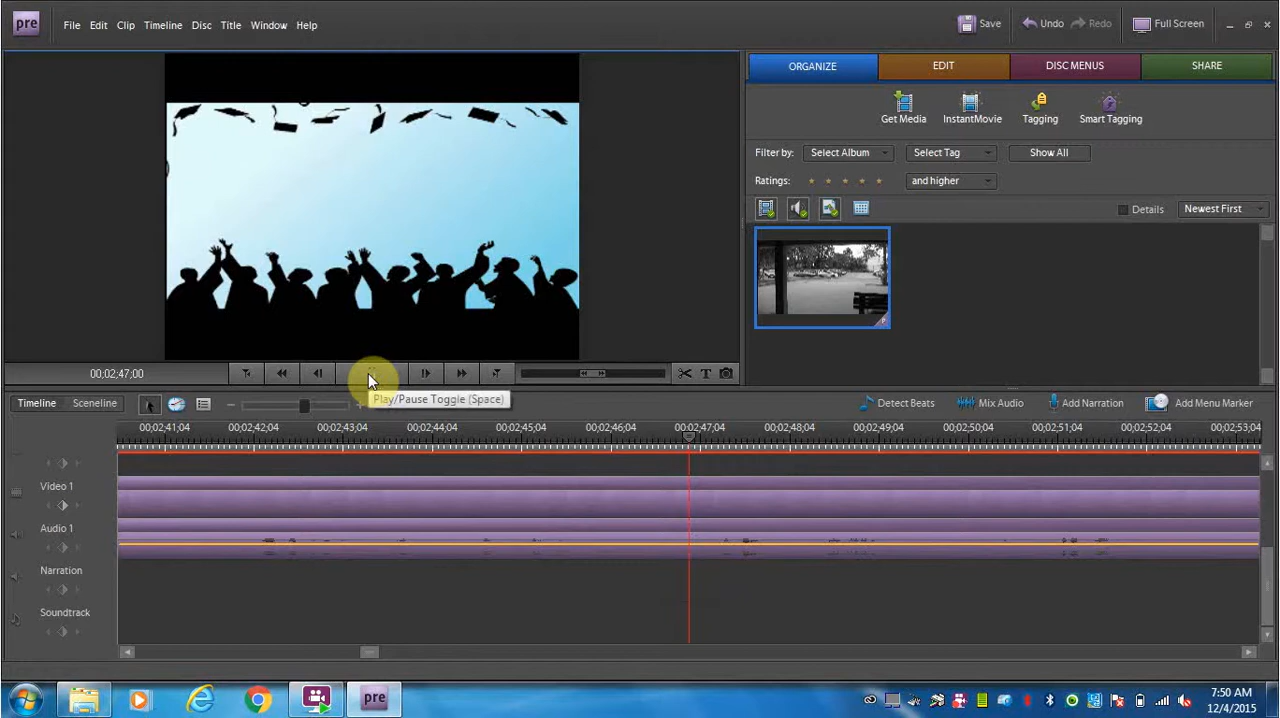 pre File Edit Clip Timeline Disc Title Window Help Save Undo Redo Full Screen
ORGANIZE EDIT DISC MENUS SHARE
Get Media InstantMovie Tagging Smart Tagging
Filter by: Select Album Select Tag Show All
Ratings: and higher
Details Newest First
00;02;47;00
Play/Pause Toggle (Space)
Timeline Sceneline Detect Beats Mix Audio Add Narration Add Menu Marker
00;02;41;04 00;02;42;04 00;02;43;04 00;02;44;04 00;02;45;04 00;02;46;04 00;02;47;04 00;02;48;04 00;02;49;04 00;02;50;04 00;02;51;04 00;02;52;04 00;02;53;04
Video 1
Audio 1
Narration
Soundtrack
pre
7:50 AM
12/4/2015